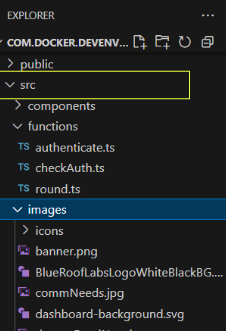 EXPLORER
COM.DOCKER.DEVENV...
public
src
components
functions
TS authenticate.ts
TS checkAuth.ts
TS round.ts
images
icons
banner.png
BlueRoofLabsLogoWhiteBlackBG....
commNeeds.jpg
dashboard-background.svg